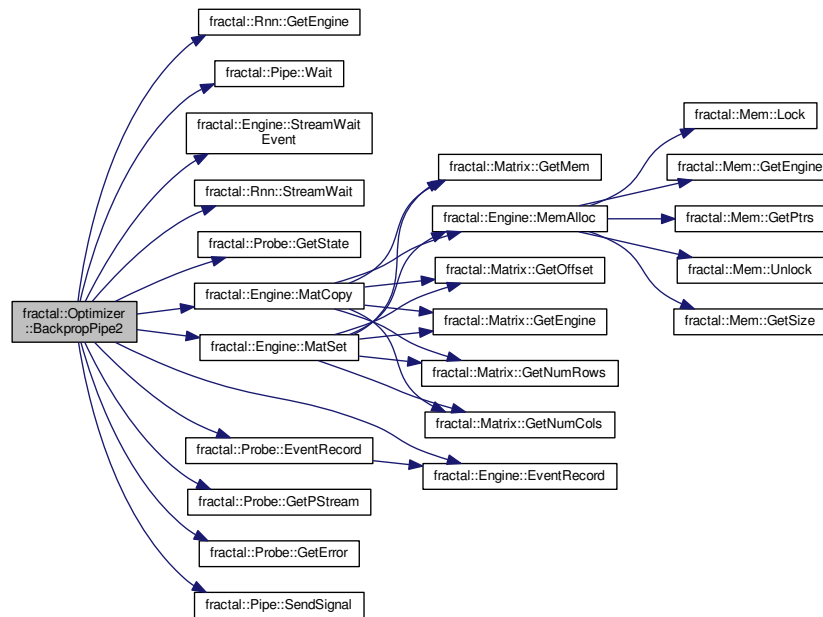 fractal::Optimizer
::BackpropPipe2
fractal::Rnn::GetEngine
fractal::Pipe::Wait
fractal::Engine::StreamWait
Event
fractal::Rnn::StreamWait
fractal::Probe::GetState
fractal::Engine::MatCopy
fractal::Engine::MatSet
fractal::Probe::EventRecord
fractal::Probe::GetPStream
fractal::Probe::GetError
fractal::Pipe::SendSignal
fractal::Matrix::GetMem
fractal::Engine::MemAlloc
fractal::Matrix::GetOffset
fractal::Matrix::GetEngine
fractal::Matrix::GetNumRows
fractal::Matrix::GetNumCols
fractal::Engine::EventRecord
fractal::Mem::Lock
fractal::Mem::GetEngine
fractal::Mem::GetPtrs
fractal::Mem::Unlock
fractal::Mem::GetSize